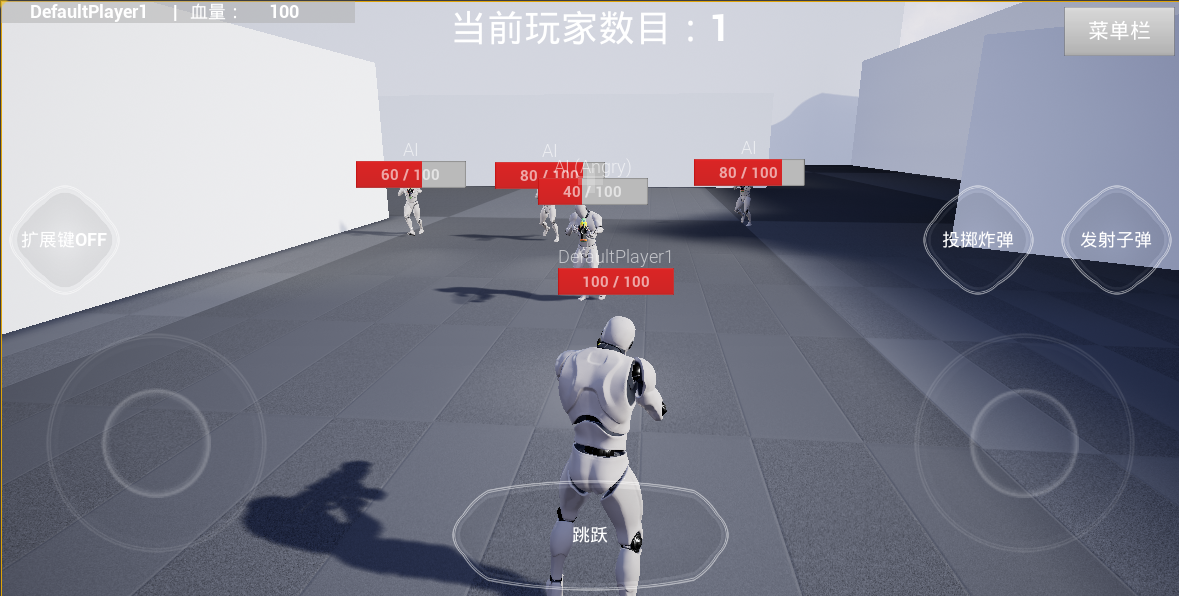 DefaultPlayer1 | 血量： 100
当前玩家数目：1
菜单栏
AI
60 / 100
AI
80 / 100
AI (Angry)
40 / 100
AI
80 / 100
扩展键OFF
投掷炸弹
发射子弹
DefaultPlayer1
100 / 100
跳跃